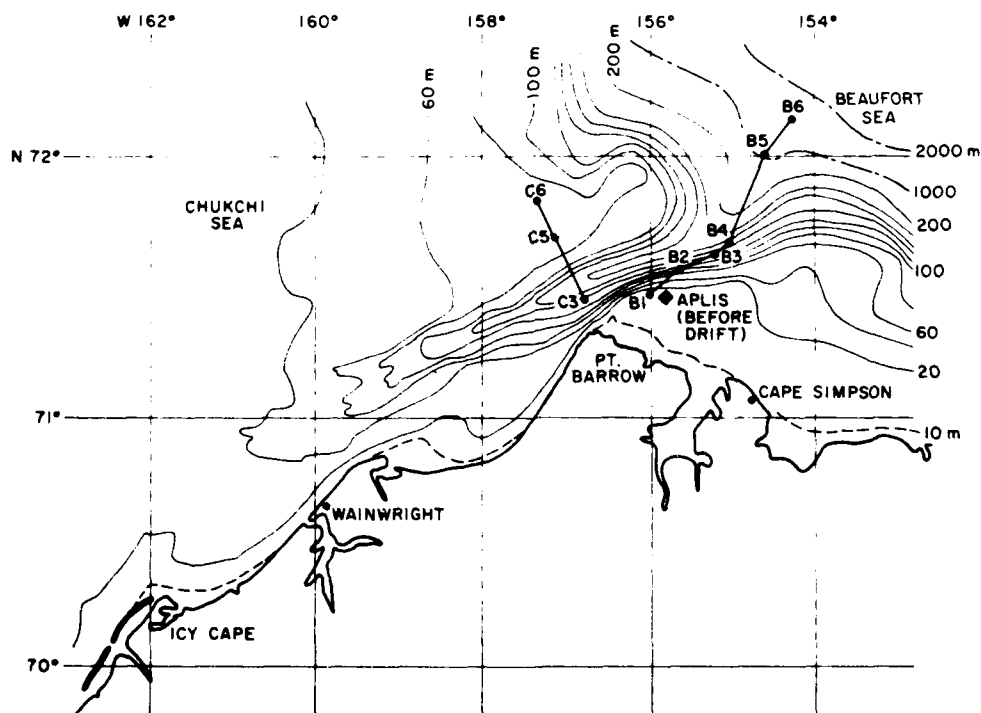 W 162° 160° 158° 156° 154°
60 m
100 m
200 m
BEAUFORT
SEA
B6
B5
N 72°
2000 m
1000
CHUKCHI
SEA
C6
200
C5
B4
B2
B3
100
C3
B1
APLIS
(BEFORE
DRIFT)
60
PT.
BARROW
20
CAPE SIMPSON
71°
10 m
WAINWRIGHT
ICY CAPE
70°